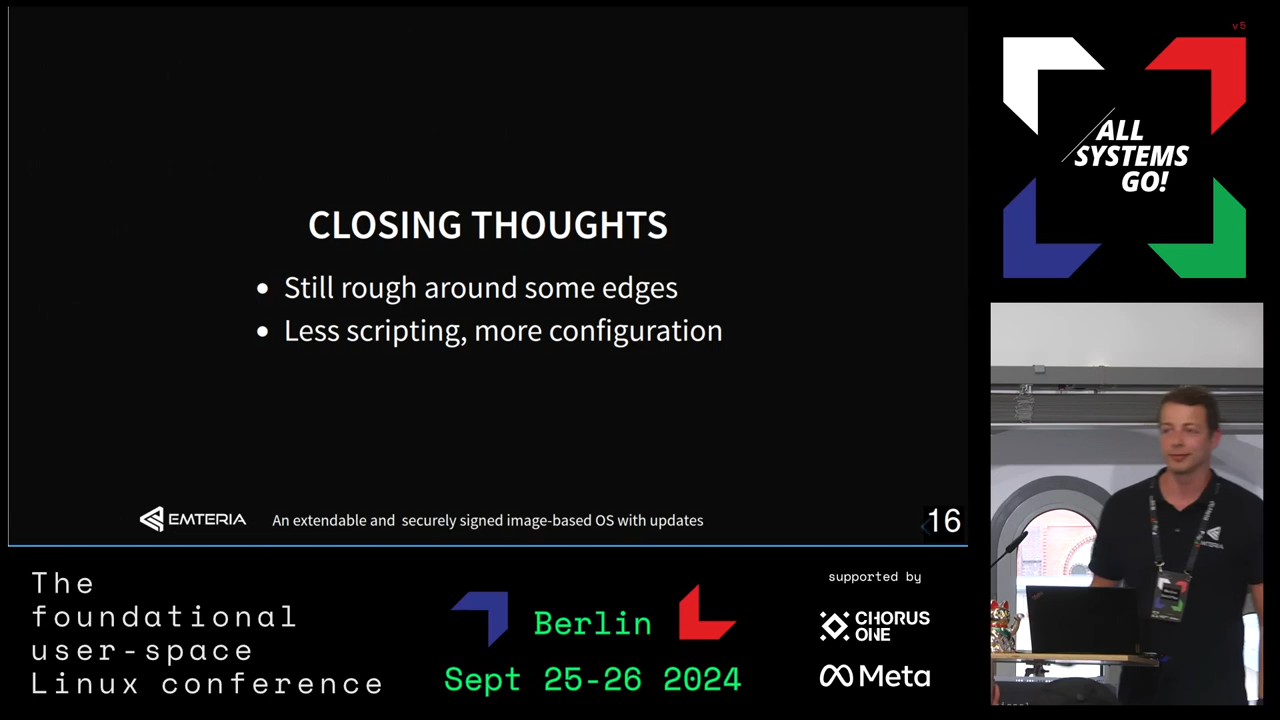 CLOSING THOUGHTS
Still rough around some edges
Less scripting, more configuration
EMTERIA
An extendable and securely signed image-based OS with updates
16
v5
ALL
SYSTEMS
GO!
The
foundational
user-space
Linux conference
Berlin
Sept 25-26 2024
supported by
CHORUS
ONE
Meta